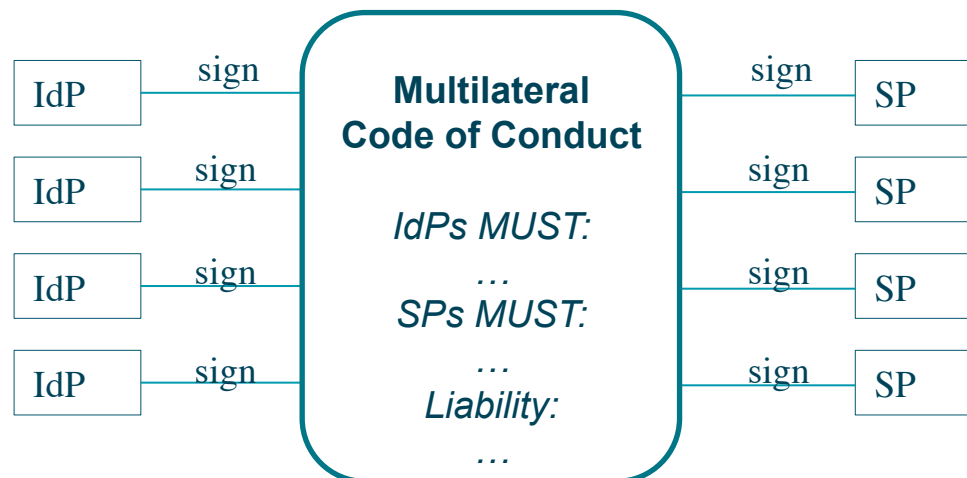 IdP
sign
IdP
sign
IdP
sign
IdP
sign
Multilateral
Code of Conduct
IdPs MUST:
…
SPs MUST:
…
Liability:
…
sign
SP
sign
SP
sign
SP
sign
SP